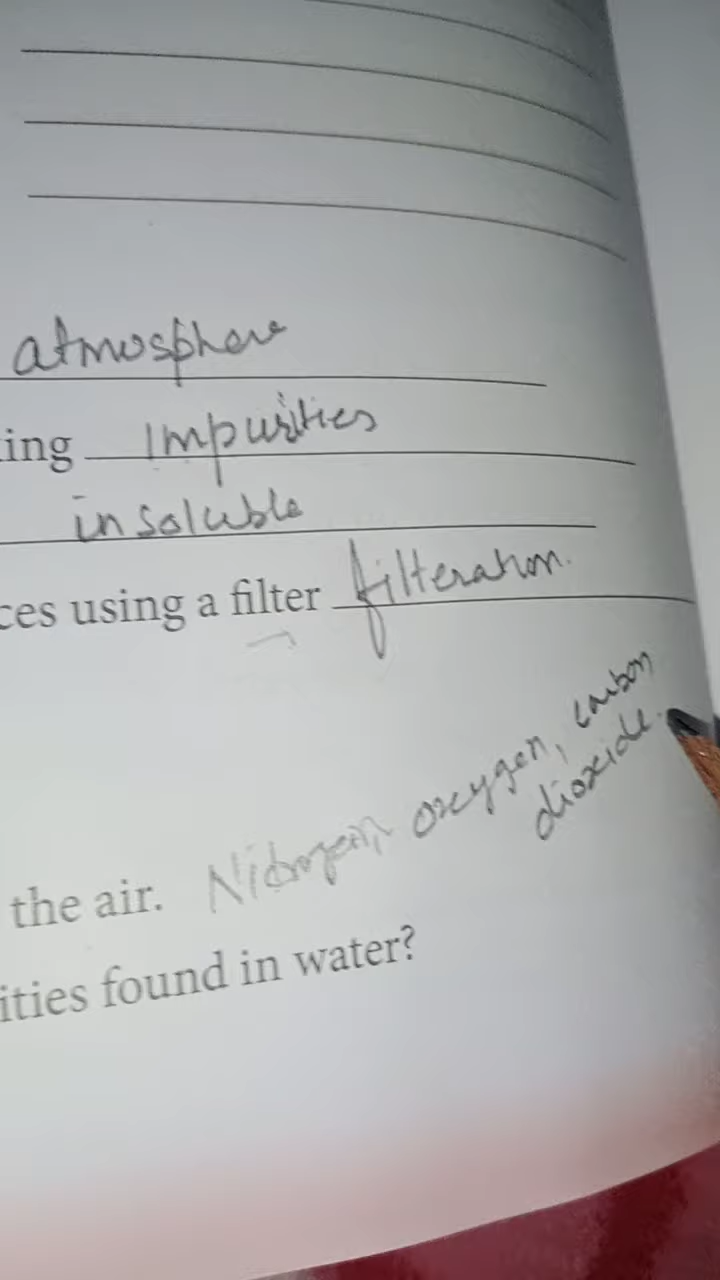 atmosphere
ing Impurities
insoluble
ces using a filter filteration.
the air. Nitrogen, oxygen, carbon
dioxide.
ities found in water?